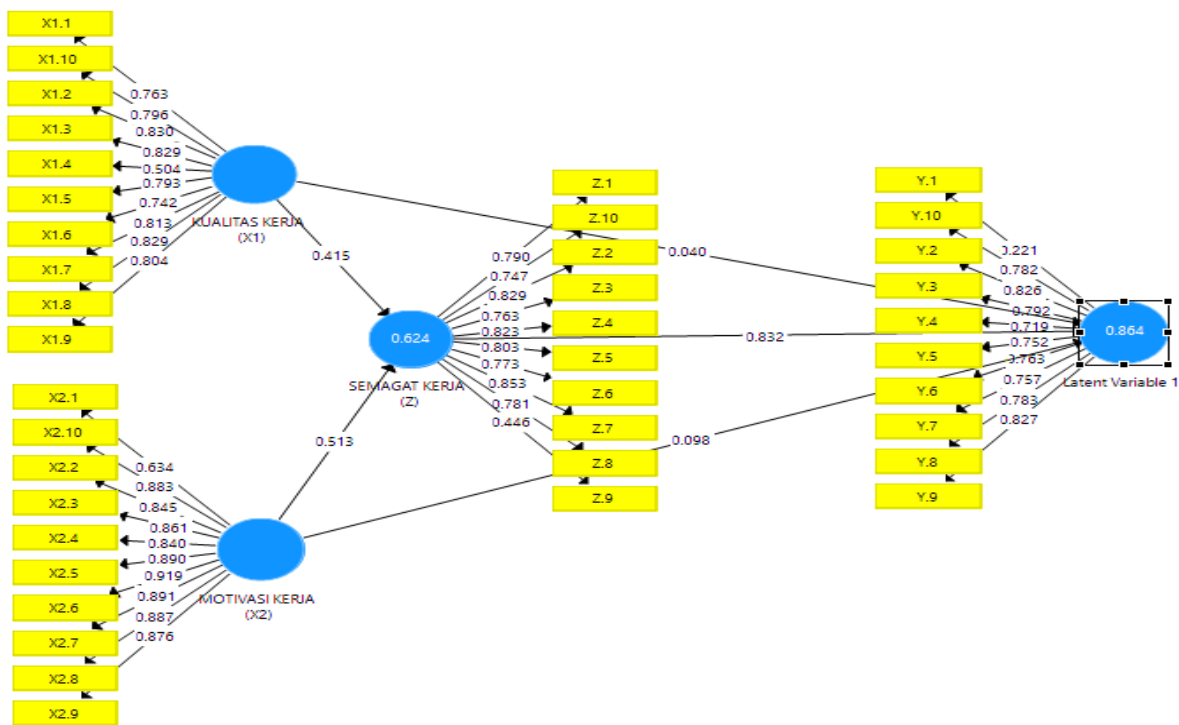 X1.1
X1.10
X1.2
X1.3
X1.4
X1.5
X1.6
X1.7
X1.8
X1.9
0.763
0.796
0.830
0.829
0.504
0.793
0.742
0.813
0.829
0.804
KUALITAS KERJA
(X1)
0.415
0.040
X2.1
X2.10
X2.2
X2.3
X2.4
X2.5
X2.6
X2.7
X2.8
X2.9
0.634
0.883
0.845
0.861
0.840
0.890
0.919
0.891
0.887
0.876
MOTIVASI KERJA
(X2)
0.513
0.098
0.624
SEMAGAT KERJA
(Z)
0.832
0.790
0.747
0.829
0.763
0.823
0.803
0.773
0.853
0.781
0.446
Z.1
Z.10
Z.2
Z.3
Z.4
Z.5
Z.6
Z.7
Z.8
Z.9
Y.1
Y.10
Y.2
Y.3
Y.4
Y.5
Y.6
Y.7
Y.8
Y.9
0.221
0.782
0.826
0.792
0.719
0.752
0.763
0.757
0.783
0.827
0.864
Latent Variable 1